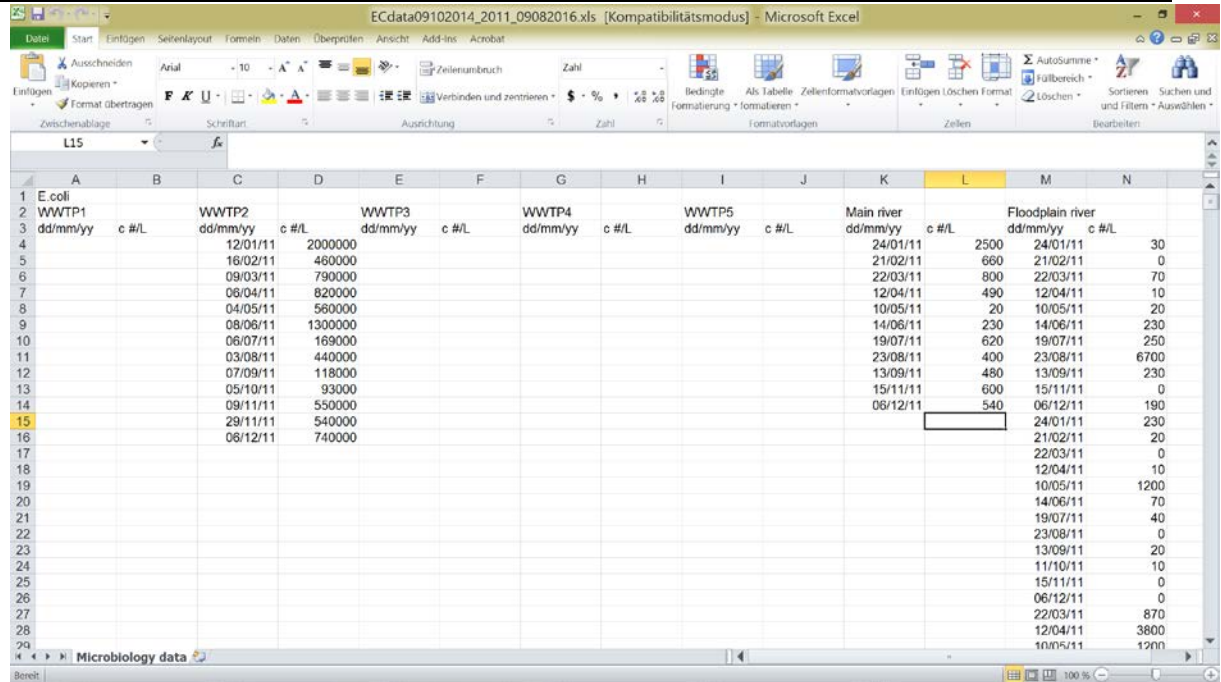 ECdata09102014_2011_09082016.xls [Kompatibilitätsmodus] - Microsoft Excel
Datei Start Einfügen Seitenlayout Formeln Daten Überprüfen Ansicht Add-Ins Acrobat
Einfügen
Ausschneiden
Kopieren
Format übertragen
Zwischenablage
Arial 10
F K U
Schriftart
Zeilenumbruch
Verbinden und zentrieren
Ausrichtung
Zahl
$ % 000
Zahl
Bedingte Formatierung
Als Tabelle formatieren
Zellenformatvorlagen
Formatvorlagen
Einfügen Löschen Format
Zellen
Σ AutoSumme
Füllbereich
Löschen
Sortieren und Filtern
Suchen und Auswählen
Bearbeiten
L15 fx
A B C D E F G H I J K L M N
1 E.coli
2 WWTP1 WWTP2 WWTP3 WWTP4 WWTP5 Main river Floodplain river
3 dd/mm/yy c #/L dd/mm/yy c #/L dd/mm/yy c #/L dd/mm/yy c #/L dd/mm/yy c #/L dd/mm/yy c #/L dd/mm/yy c #/L
4 12/01/11 2000000 24/01/11 2500 24/01/11 30
5 16/02/11 460000 21/02/11 660 21/02/11 0
6 09/03/11 790000 22/03/11 800 22/03/11 70
7 06/04/11 820000 12/04/11 490 12/04/11 10
8 04/05/11 560000 10/05/11 20 10/05/11 20
9 08/06/11 1300000 14/06/11 230 14/06/11 230
10 06/07/11 169000 19/07/11 620 19/07/11 250
11 03/08/11 440000 23/08/11 400 23/08/11 6700
12 07/09/11 118000 13/09/11 480 13/09/11 230
13 05/10/11 93000 15/11/11 600 15/11/11 0
14 09/11/11 550000 06/12/11 540 06/12/11 190
15 29/11/11 540000 24/01/11 230
16 06/12/11 740000 21/02/11 20
17 22/03/11 0
18 12/04/11 10
19 10/05/11 1200
20 14/06/11 70
21 19/07/11 40
22 23/08/11 0
23 13/09/11 20
24 11/10/11 10
25 15/11/11 0
26 06/12/11 0
27 22/03/11 870
28 12/04/11 3800
29 10/05/11 1200
Microbiology data
Bereit 100 %